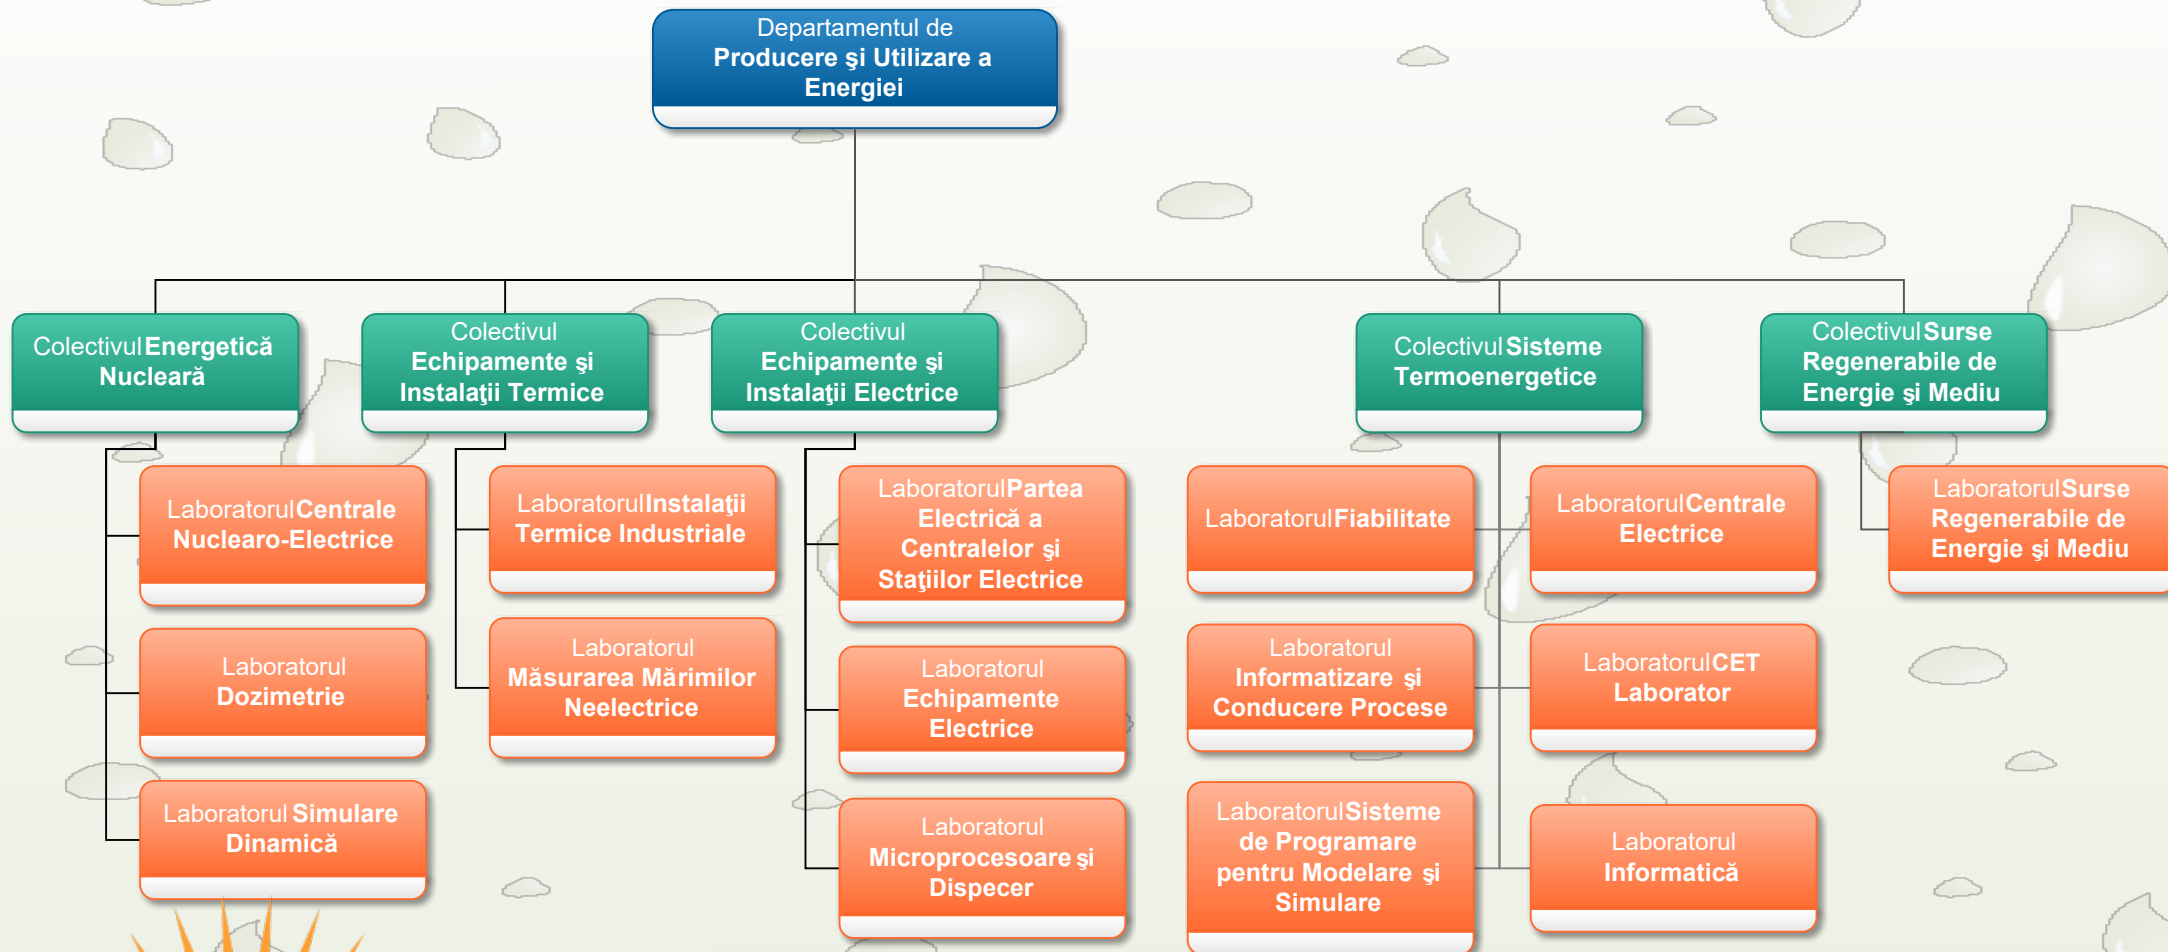 Departamentul de
Producere şi Utilizare a
Energiei
Colectivul Energetică
Nucleară
Colectivul
Echipamente şi
Instalaţii Termice
Colectivul
Echipamente şi
Instalaţii Electrice
Colectivul Sisteme
Termoenergetice
Colectivul Surse
Regenerabile de
Energie şi Mediu
Laboratorul Centrale
Nuclearo-Electrice
Laboratorul
Dozimetrie
Laboratorul Simulare
Dinamică
Laboratorul Instalaţii
Termice Industriale
Laboratorul
Măsurarea Mărimilor
Neelectrice
Laboratorul Partea
Electrică a
Centralelor şi
Staţiilor Electrice
Laboratorul
Echipamente
Electrice
Laboratorul
Microprocesoare şi
Dispecer
Laboratorul Fiabilitate
Laboratorul Centrale
Electrice
Laboratorul
Informatizare şi
Conducere Procese
Laboratorul CET
Laborator
Laboratorul Sisteme
de Programare
pentru Modelare şi
Simulare
Laboratorul
Informatică
Laboratorul Surse
Regenerabile de
Energie şi Mediu